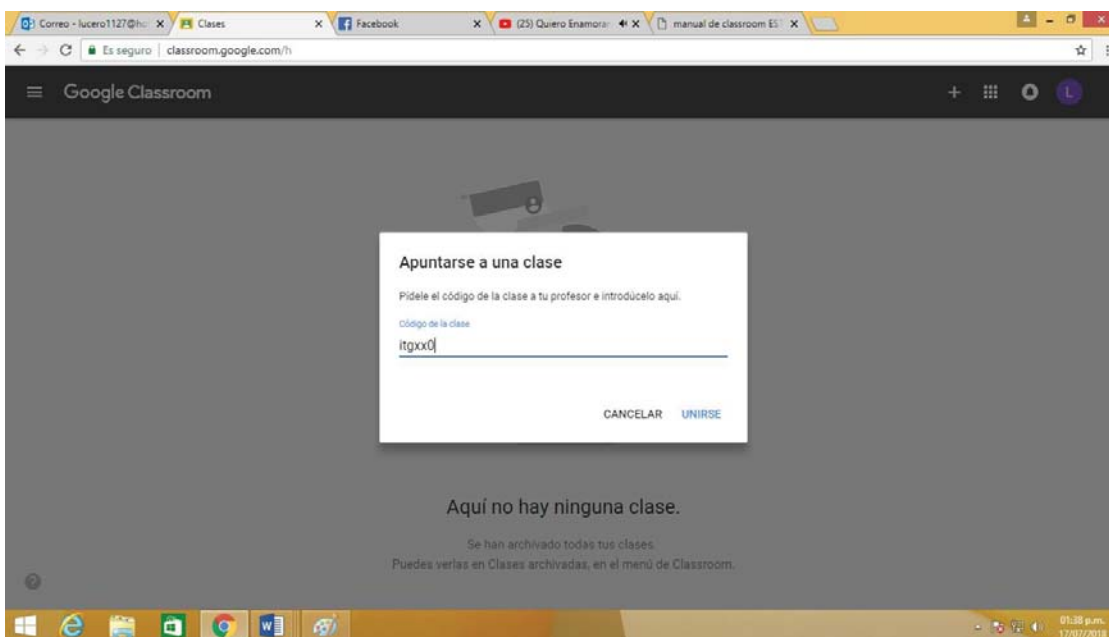 Correo - lucero1127@ho
Clases
Facebook
(25) Quiero Enamorar
manual de classroom EST
Es seguro
classroom.google.com/h
Google Classroom
L
Apuntarse a una clase
Pídele el código de la clase a tu profesor e introdúcelo aquí.
Código de la clase
itgxx0
CANCELAR UNIRSE
Aquí no hay ninguna clase.
Se han archivado todas tus clases.
Puedes verlas en Clases archivadas, en el menú de Classroom.
01:38 p.m.
17/07/2018